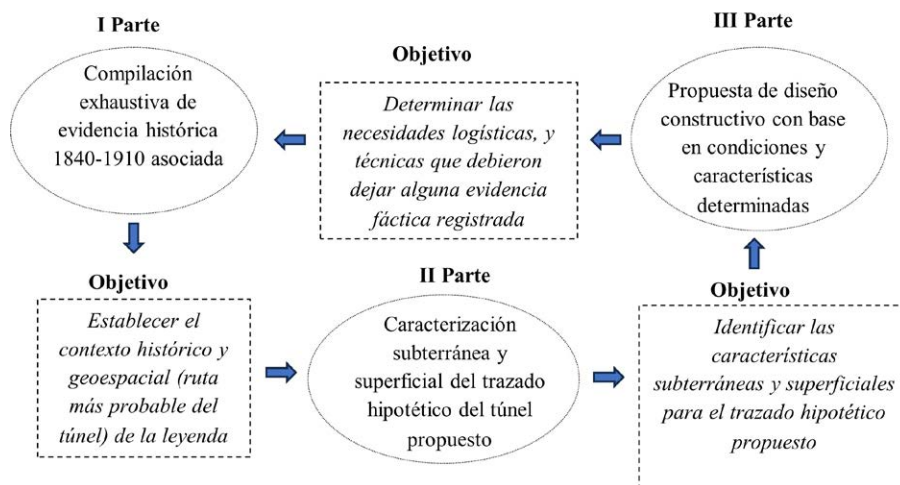 I Parte
Compilación
exhaustiva de
evidencia histórica
1840-1910 asociada
Objetivo
Establecer el
contexto histórico y
geoespacial (ruta
más probable del
túnel) de la leyenda
II Parte
Caracterización
subterránea y
superficial del trazado
hipotético del túnel
propuesto
Objetivo
Identificar las
características
subterráneas y superficiales
para el trazado hipotético
propuesto
III Parte
Propuesta de diseño
constructivo con base
en condiciones y
características
determinadas
Objetivo
Determinar las
necesidades logísticas, y
técnicas que debieron
dejar alguna evidencia
fáctica registrada